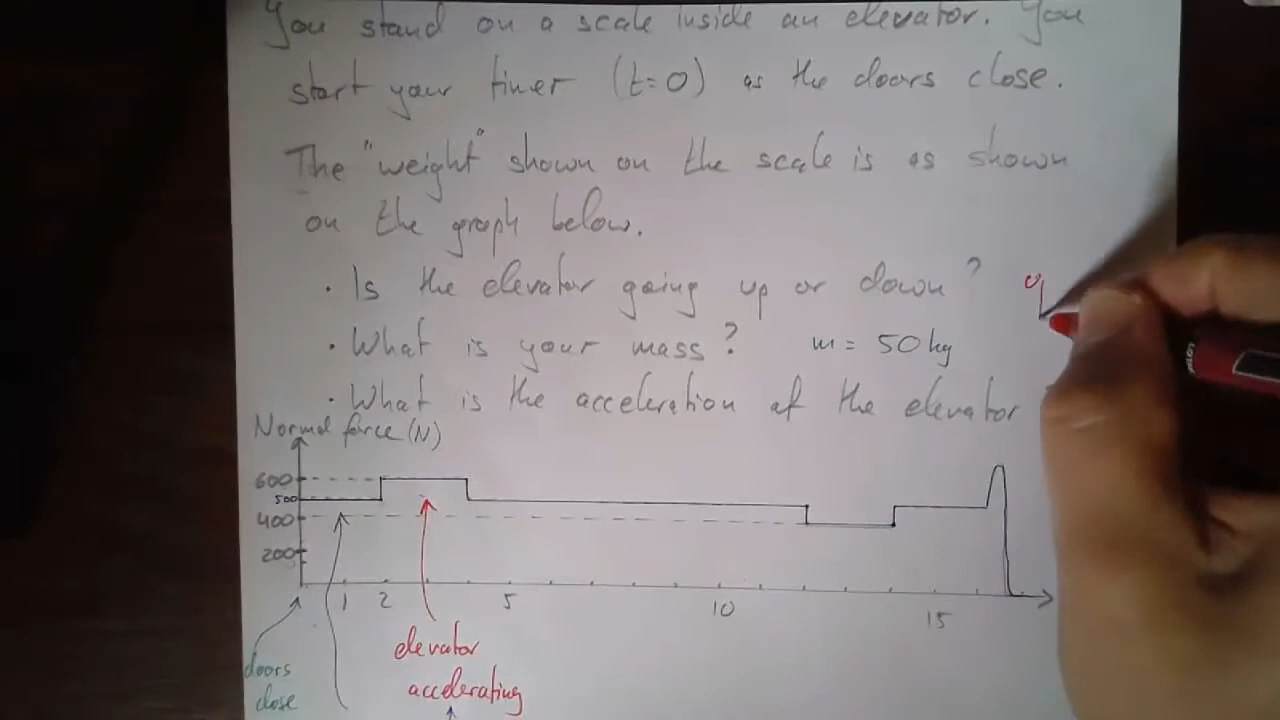 You stand on a scale inside an elevator. You
start your timer (t=0) as the doors close.
The "weight" shown on the scale is as shown
on the graph below.
· Is the elevator going up or down?
· What is your mass? m = 50 kg
· What is the acceleration of the elevator
Normal force (N)
600
500
400
200
1 2 5 10 15
doors
close
elevator
accelerating